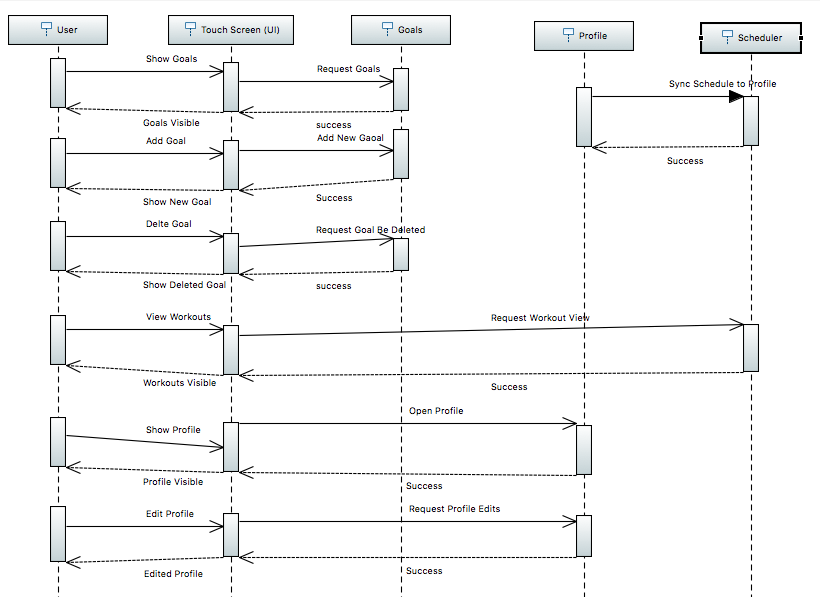 User
Touch Screen (UI)
Goals
Profile
Scheduler
Show Goals
Request Goals
Sync Schedule to Profile
Goals Visible
success
Add Goal
Add New Gaoal
Success
Show New Goal
Success
Delte Goal
Request Goal Be Deleted
Show Deleted Goal
success
View Workouts
Request Workout View
Workouts Visible
Success
Open Profile
Show Profile
Profile Visible
Success
Edit Profile
Request Profile Edits
Edited Profile
Success